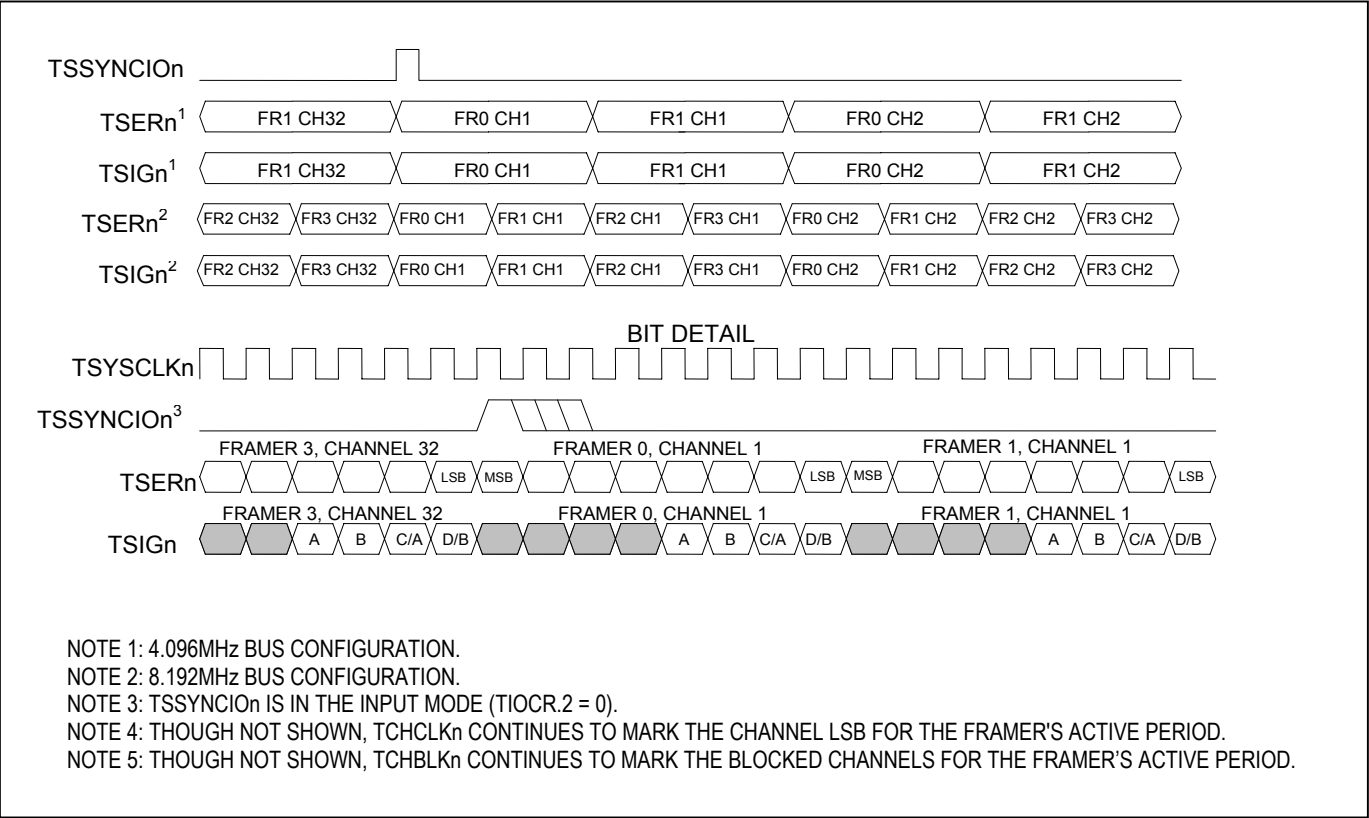 TSSYNCIOn
TSERn1 FR1 CH32 FR0 CH1 FR1 CH1 FR0 CH2 FR1 CH2
TSIGn1 FR1 CH32 FR0 CH1 FR1 CH1 FR0 CH2 FR1 CH2
TSERn2 FR2 CH32 FR3 CH32 FR0 CH1 FR1 CH1 FR2 CH1 FR3 CH1 FR0 CH2 FR1 CH2 FR2 CH2 FR3 CH2
TSIGn2 FR2 CH32 FR3 CH32 FR0 CH1 FR1 CH1 FR2 CH1 FR3 CH1 FR0 CH2 FR1 CH2 FR2 CH2 FR3 CH2
BIT DETAIL
TSYSCLKn
TSSYNCIOn3
FRAMER 3, CHANNEL 32 FRAMER 0, CHANNEL 1 FRAMER 1, CHANNEL 1
TSERn LSB MSB LSB MSB LSB
FRAMER 3, CHANNEL 32 FRAMER 0, CHANNEL 1 FRAMER 1, CHANNEL 1
TSIGn A B C/A D/B A B C/A D/B A B C/A D/B
NOTE 1: 4.096MHz BUS CONFIGURATION.
NOTE 2: 8.192MHz BUS CONFIGURATION.
NOTE 3: TSSYNCIOn IS IN THE INPUT MODE (TIOCR.2 = 0).
NOTE 4: THOUGH NOT SHOWN, TCHCLKn CONTINUES TO MARK THE CHANNEL LSB FOR THE FRAMER'S ACTIVE PERIOD.
NOTE 5: THOUGH NOT SHOWN, TCHBLKn CONTINUES TO MARK THE BLOCKED CHANNELS FOR THE FRAMER’S ACTIVE PERIOD.